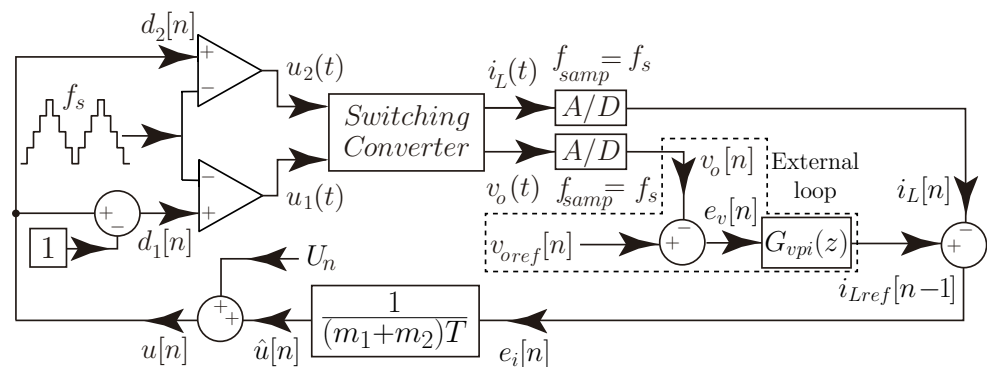 d₂[n]
+
−
u₂(t)
i_L(t)
f_samp = f_s
A/D
f_s
Switching
Converter
A/D
v_o[n]
External
loop
−
+
u₁(t)
v_o(t)
f_samp = f_s
i_L[n]
−
d₁[n]
1
e_v[n]
−
+
v_oref[n]
G_vpi(z)
−
+
i_Lref[n−1]
U_n
+
+
1
(m₁+m₂)T
u[n]
û[n]
e_i[n]